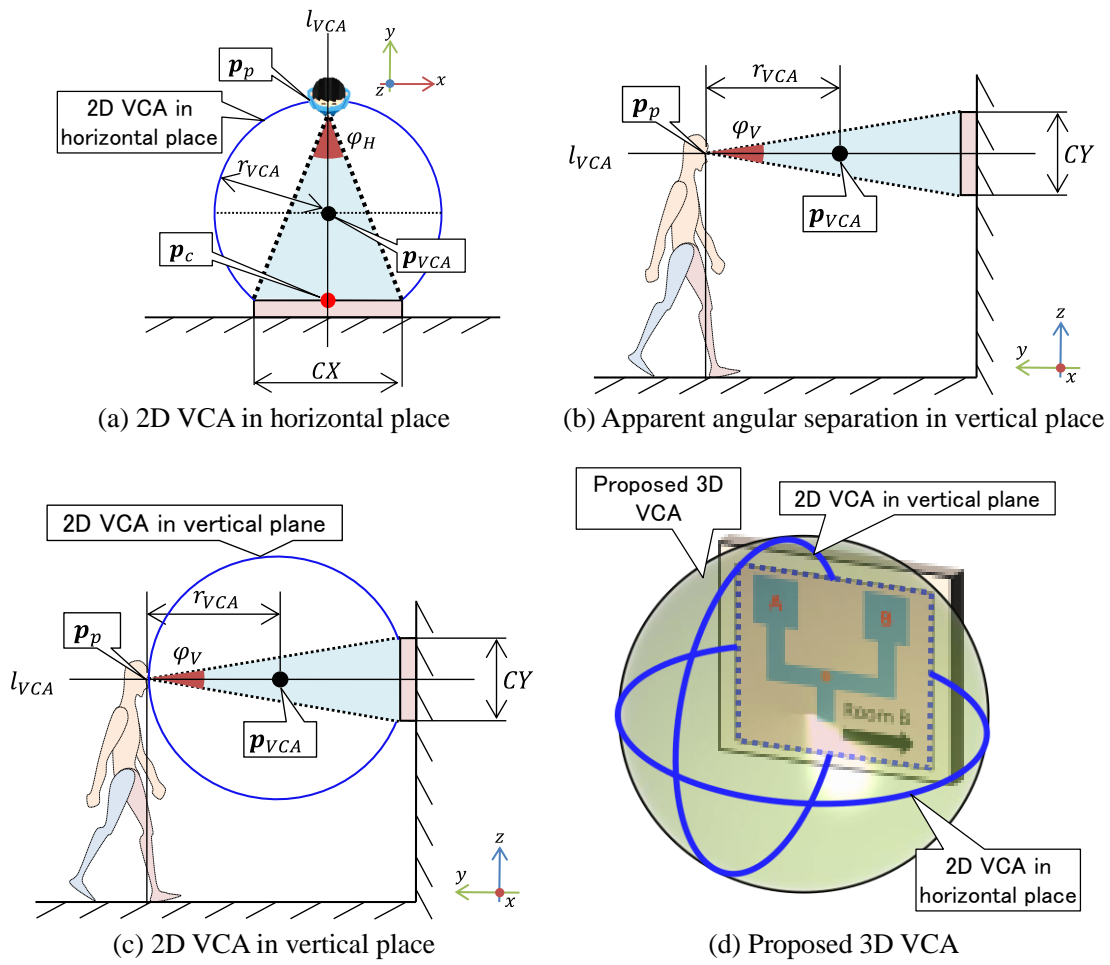 l_VCA
y
x
z
p_p
2D VCA in
horizontal place
φ_H
r_VCA
p_c
p_VCA
CX
(a) 2D VCA in horizontal place
r_VCA
p_p
φ_V
l_VCA
CY
p_VCA
z
y
x
(b) Apparent angular separation in vertical place
2D VCA in vertical plane
r_VCA
p_p
φ_V
l_VCA
CY
p_VCA
z
y
x
(c) 2D VCA in vertical place
Proposed 3D
VCA
2D VCA in vertical plane
A
B
Room B
2D VCA in
horizontal place
(d) Proposed 3D VCA